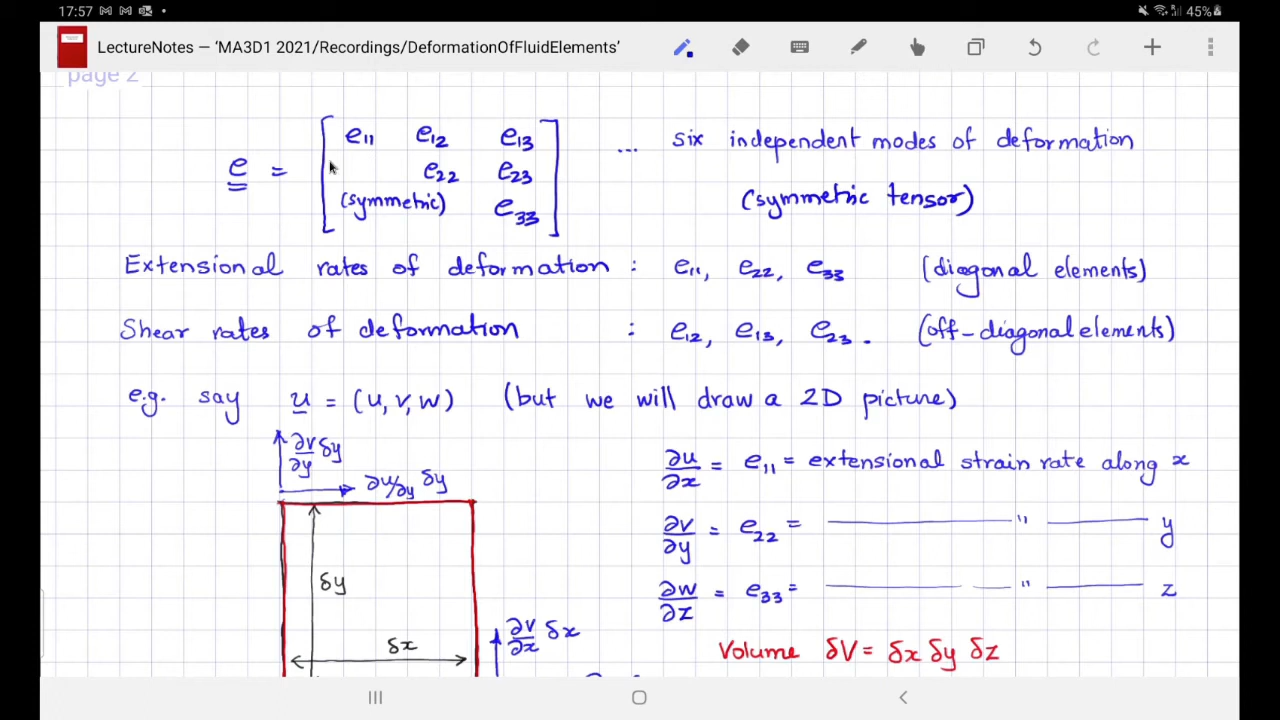 17:57 45%
LectureNotes — ‘MA3D1 2021/Recordings/DeformationOfFluidElements’
page 2
e = [ e11 e12 e13 ... six independent modes of deformation
e22 e23
(symmetric) e33 ] (symmetric tensor)
Extensional rates of deformation : e11, e22, e33 (diagonal elements)
Shear rates of deformation : e12, e13, e23. (off-diagonal elements)
e.g. say u = (u, v, w) (but we will draw a 2D picture)
∂v/∂y δy
∂u/∂y δy
∂u/∂x = e11 = extensional strain rate along x
∂v/∂y = e22 = —— " —— y
δy
∂w/∂z = e33 = —— " —— z
∂v/∂x δx
δx
Volume δV = δx δy δz